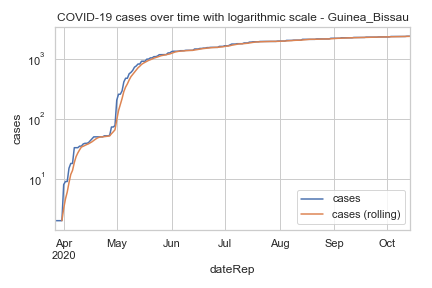 COVID-19 cases over time with logarithmic scale - Guinea_Bissau
cases
10³
10²
10¹
cases
cases (rolling)
Apr May Jun Jul Aug Sep Oct
2020
dateRep